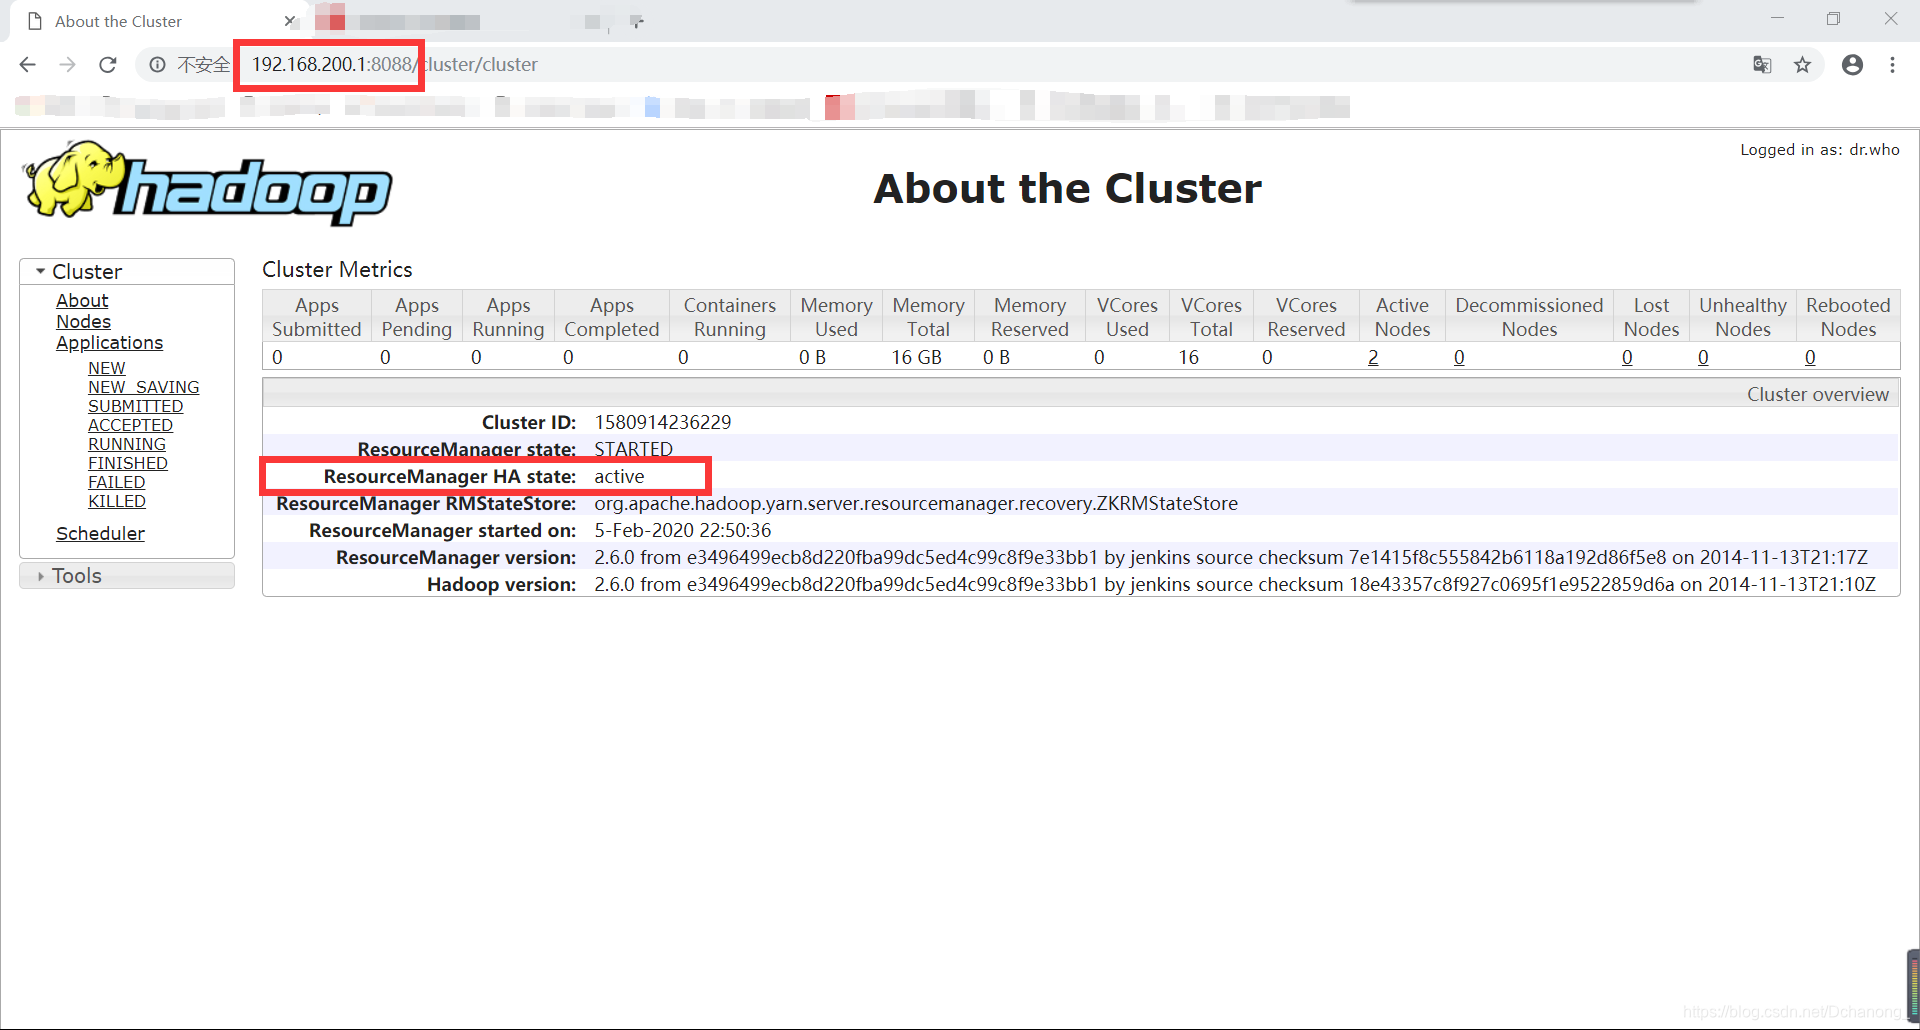 About the Cluster
不安全
192.168.200.1:8088/cluster/cluster
hadoop
About the Cluster
Logged in as: dr.who
Cluster
About
Nodes
Applications
NEW
NEW_SAVING
SUBMITTED
ACCEPTED
RUNNING
FINISHED
FAILED
KILLED
Scheduler
Tools
Cluster Metrics
Apps Submitted Apps Pending Apps Running Apps Completed Containers Running Memory Used Memory Total Memory Reserved VCores Used VCores Total VCores Reserved Active Nodes Decommissioned Nodes Lost Nodes Unhealthy Nodes Rebooted Nodes
0 0 0 0 0 0 B 16 GB 0 B 0 16 0 2 0 0 0 0
Cluster overview
Cluster ID: 1580914236229
ResourceManager state: STARTED
ResourceManager HA state: active
ResourceManager RMStateStore: org.apache.hadoop.yarn.server.resourcemanager.recovery.ZKRMStateStore
ResourceManager started on: 5-Feb-2020 22:50:36
ResourceManager version: 2.6.0 from e3496499ecb8d220fba99dc5ed4c99c8f9e33bb1 by jenkins source checksum 7e1415f8c555842b6118a192d86f5e8 on 2014-11-13T21:17Z
Hadoop version: 2.6.0 from e3496499ecb8d220fba99dc5ed4c99c8f9e33bb1 by jenkins source checksum 18e43357c8f927c0695f1e9522859d6a on 2014-11-13T21:10Z
https://blog.csdn.net/Dchanong_